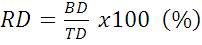 RD = BD/TD x100 (%)